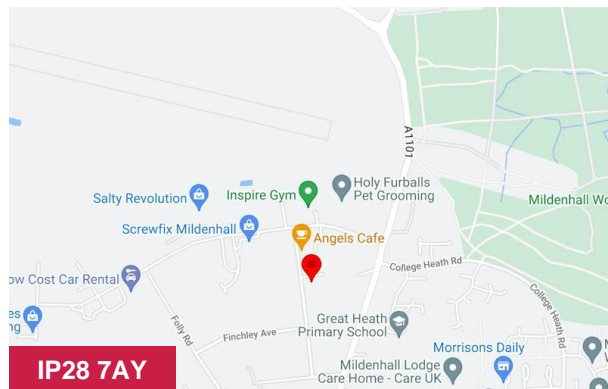 A1101
Holy Furballs
Pet Grooming
Salty Revolution
Inspire Gym
Mildenhall Wo
Screwfix Mildenhall
Angels Cafe
College Heath Rd
ow Cost Car Rental
College Heath Rd
es
ng
Folly Rd
Great Heath
Primary School
Finchley Ave
Morrisons Daily
M
Mildenhall Lodge
Care Home - Care UK
IP28 7AY